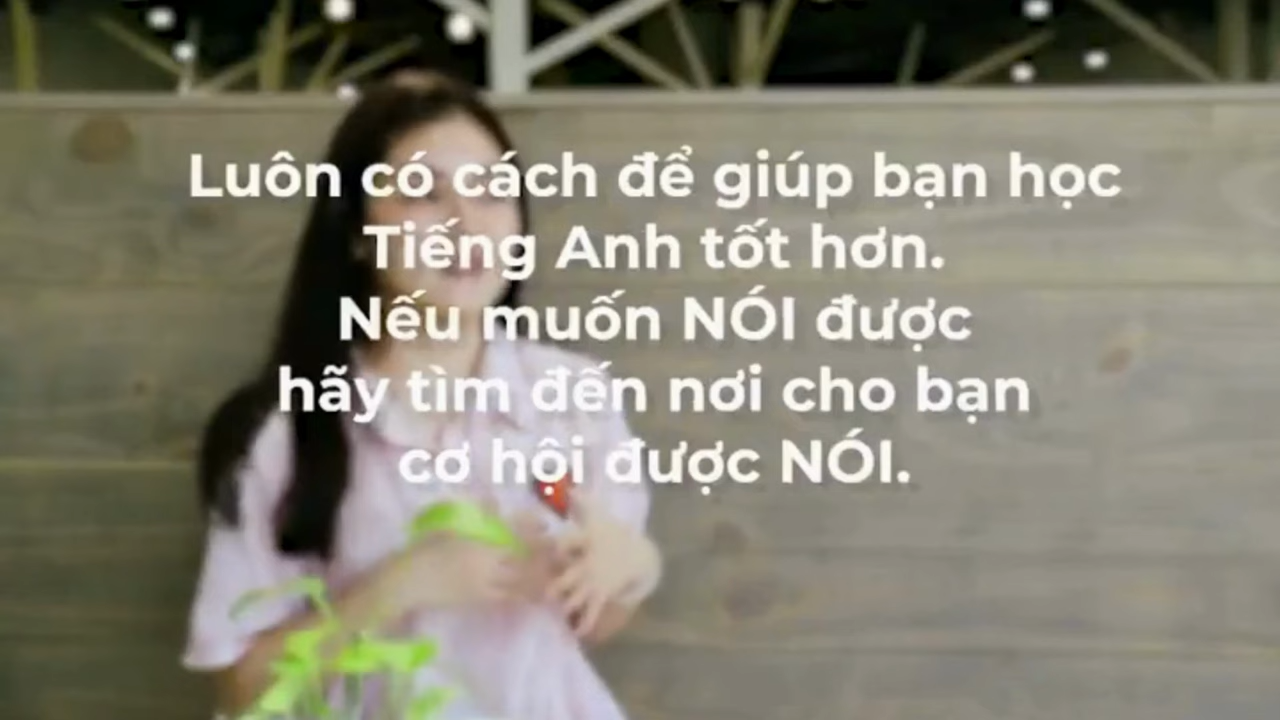 Luôn có cách để giúp bạn học
Tiếng Anh tốt hơn.
Nếu muốn NÓI được
hãy tìm đến nơi cho bạn
cơ hội được NÓI.